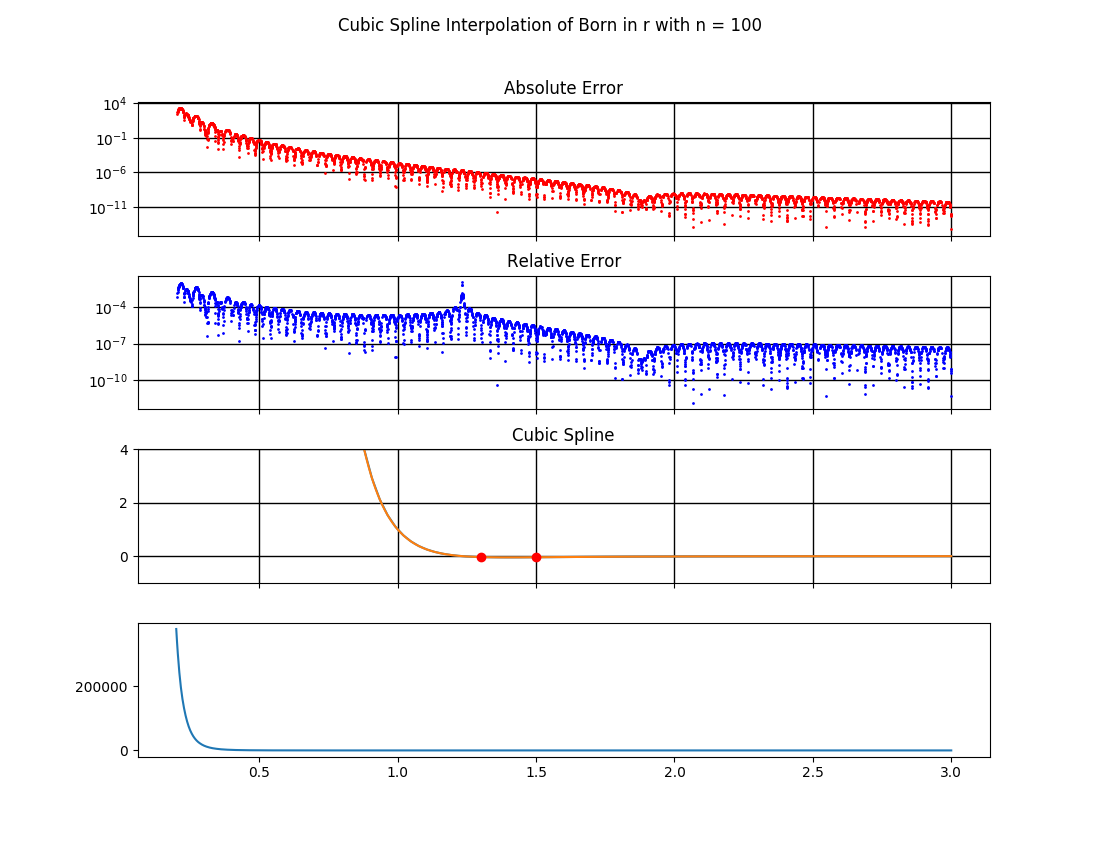 Cubic Spline Interpolation of Born in r with n = 100
Absolute Error
10⁴
10⁻¹
10⁻⁶
10⁻¹¹
Relative Error
10⁻⁴
10⁻⁷
10⁻¹⁰
Cubic Spline
4
2
0
200000
0
0.5 1.0 1.5 2.0 2.5 3.0